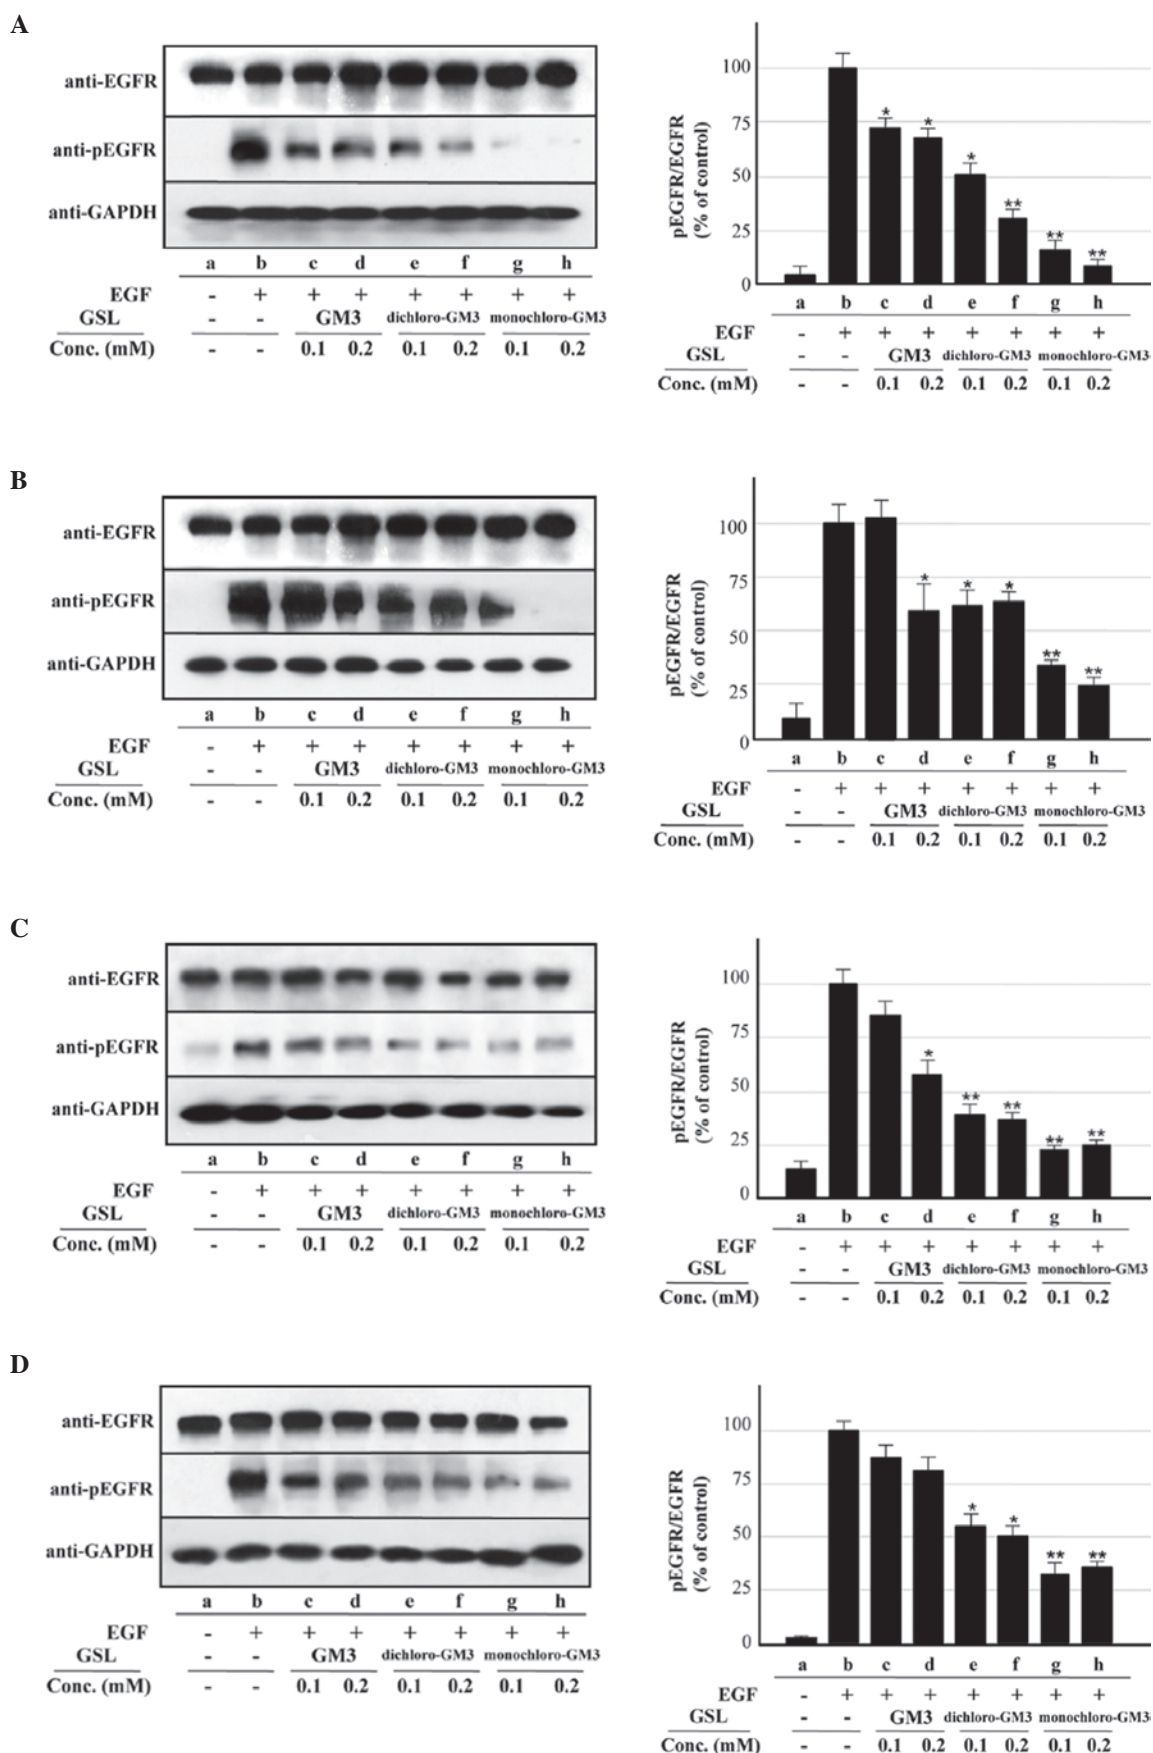 A
anti-EGFR
anti-pEGFR
anti-GAPDH
a b c d e f g h
EGF - + + + + + + +
GSL - - GM3 dichloro-GM3 monochloro-GM3
Conc. (mM) - - 0.1 0.2 0.1 0.2 0.1 0.2
pEGFR/EGFR
(% of control)
100
75
50
25
0
* * * ** ** **
a b c d e f g h
EGF - + + + + + + +
GSL - - GM3 dichloro-GM3 monochloro-GM3
Conc. (mM) - - 0.1 0.2 0.1 0.2 0.1 0.2
B
anti-EGFR
anti-pEGFR
anti-GAPDH
a b c d e f g h
EGF - + + + + + + +
GSL - - GM3 dichloro-GM3 monochloro-GM3
Conc. (mM) - - 0.1 0.2 0.1 0.2 0.1 0.2
pEGFR/EGFR
(% of control)
100
75
50
25
0
* * * ** **
a b c d e f g h
EGF - + + + + + + +
GSL - - GM3 dichloro-GM3 monochloro-GM3
Conc. (mM) - - 0.1 0.2 0.1 0.2 0.1 0.2
C
anti-EGFR
anti-pEGFR
anti-GAPDH
a b c d e f g h
EGF - + + + + + + +
GSL - - GM3 dichloro-GM3 monochloro-GM3
Conc. (mM) - - 0.1 0.2 0.1 0.2 0.1 0.2
pEGFR/EGFR
(% of control)
100
75
50
25
0
* ** ** ** **
a b c d e f g h
EGF - + + + + + + +
GSL - - GM3 dichloro-GM3 monochloro-GM3
Conc. (mM) - - 0.1 0.2 0.1 0.2 0.1 0.2
D
anti-EGFR
anti-pEGFR
anti-GAPDH
a b c d e f g h
EGF - + + + + + + +
GSL - - GM3 dichloro-GM3 monochloro-GM3
Conc. (mM) - - 0.1 0.2 0.1 0.2 0.1 0.2
pEGFR/EGFR
(% of control)
100
75
50
25
0
* * ** **
a b c d e f g h
EGF - + + + + + + +
GSL - - GM3 dichloro-GM3 monochloro-GM3
Conc. (mM) - - 0.1 0.2 0.1 0.2 0.1 0.2